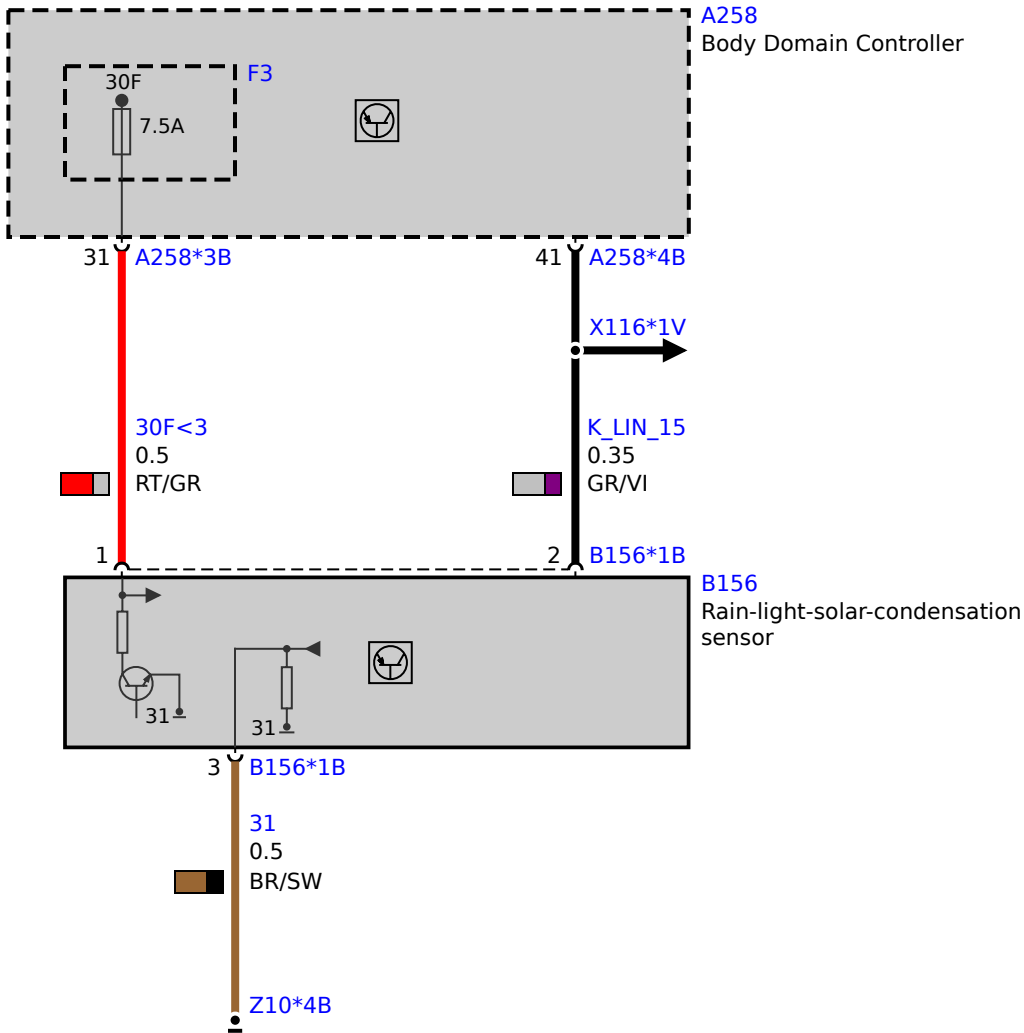 A258
Body Domain Controller
F3
30F
7.5A
31 A258*3B
41 A258*4B
X116*1V
30F<3
0.5
RT/GR
K_LIN_15
0.35
GR/VI
1
2 B156*1B
B156
Rain-light-solar-condensation
sensor
31
31
3 B156*1B
31
0.5
BR/SW
Z10*4B